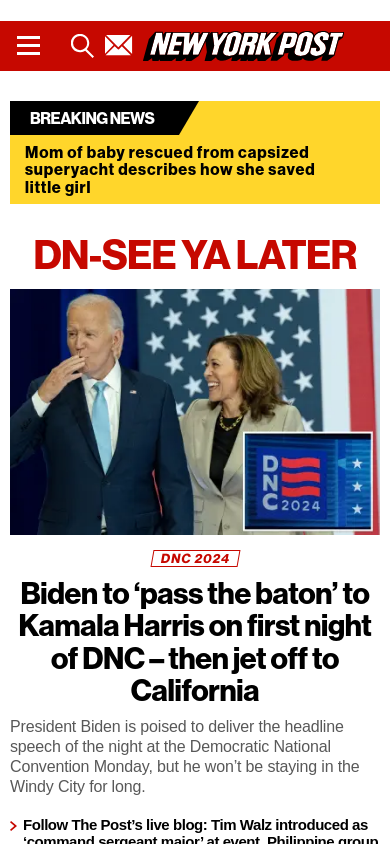 NEW YORK POST
BREAKING NEWS
Mom of baby rescued from capsized
superyacht describes how she saved
little girl
DN-SEE YA LATER
DNC
2024
DNC 2024
Biden to ‘pass the baton’ to
Kamala Harris on first night
of DNC – then jet off to
California
President Biden is poised to deliver the headline
speech of the night at the Democratic National
Convention Monday, but he won’t be staying in the
Windy City for long.
Follow The Post’s live blog: Tim Walz introduced as
‘command sergeant major’ at event, Philippine group